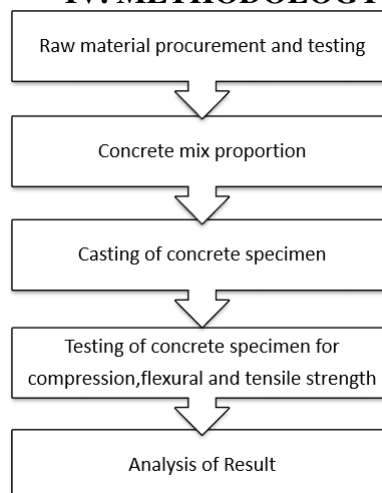 IV. METHODOLOGY
Raw material procurement and testing
Concrete mix proportion
Casting of concrete specimen
Testing of concrete specimen for
compression,flexural and tensile strength
Analysis of Result